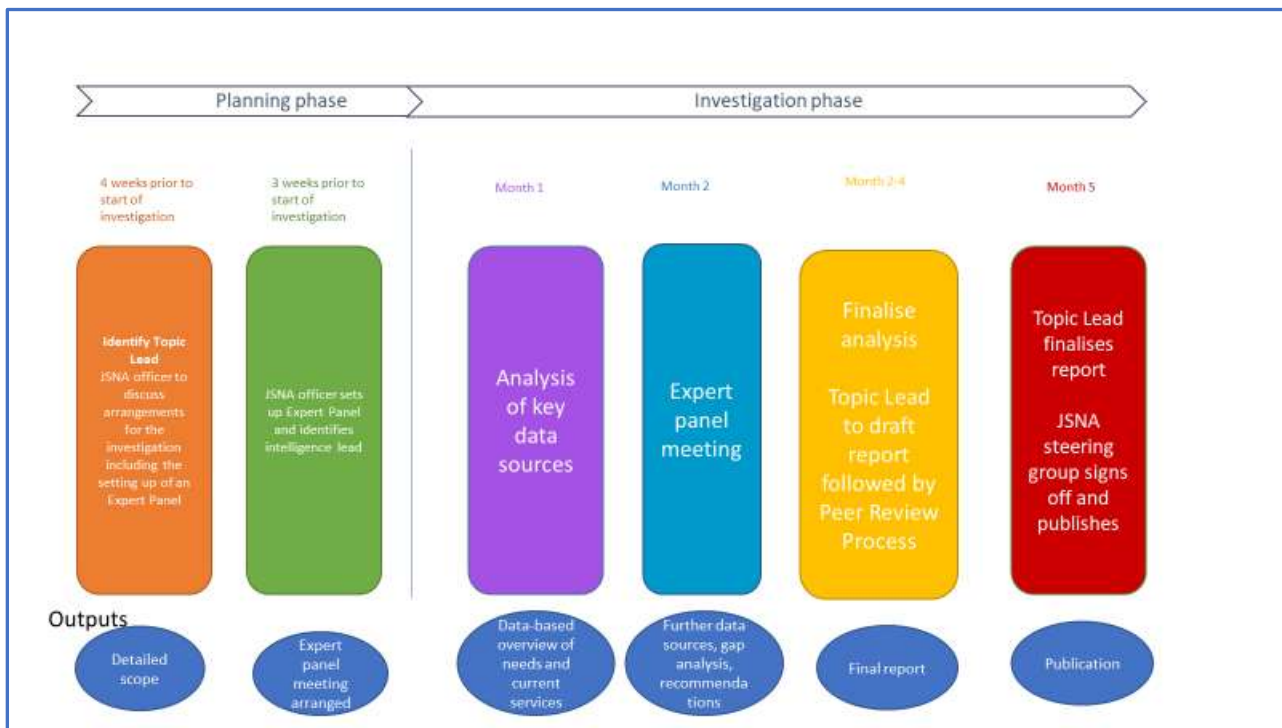 Planning phase
Investigation phase
4 weeks prior to
start of
investigation
3 weeks prior to
start of
investigation
Month 1
Month 2
Month 2-4
Month 5
Identify Topic
Lead
JSNA officer to
discuss
arrangements
for the
investigation
including the
setting up of an
Expert Panel
JSNA officer sets
up Expert Panel
and identifies
intelligence lead
Analysis
of key
data
sources
Expert
panel
meeting
Finalise
analysis
Topic Lead
to draft
report
followed by
Peer Review
Process
Topic Lead
finalises
report
JSNA
steering
group signs
off and
publishes
Outputs
Detailed
scope
Expert
panel
meeting
arranged
Data-based
overview of
needs and
current
services
Further data
sources, gap
analysis,
recommenda
tions
Final report
Publication